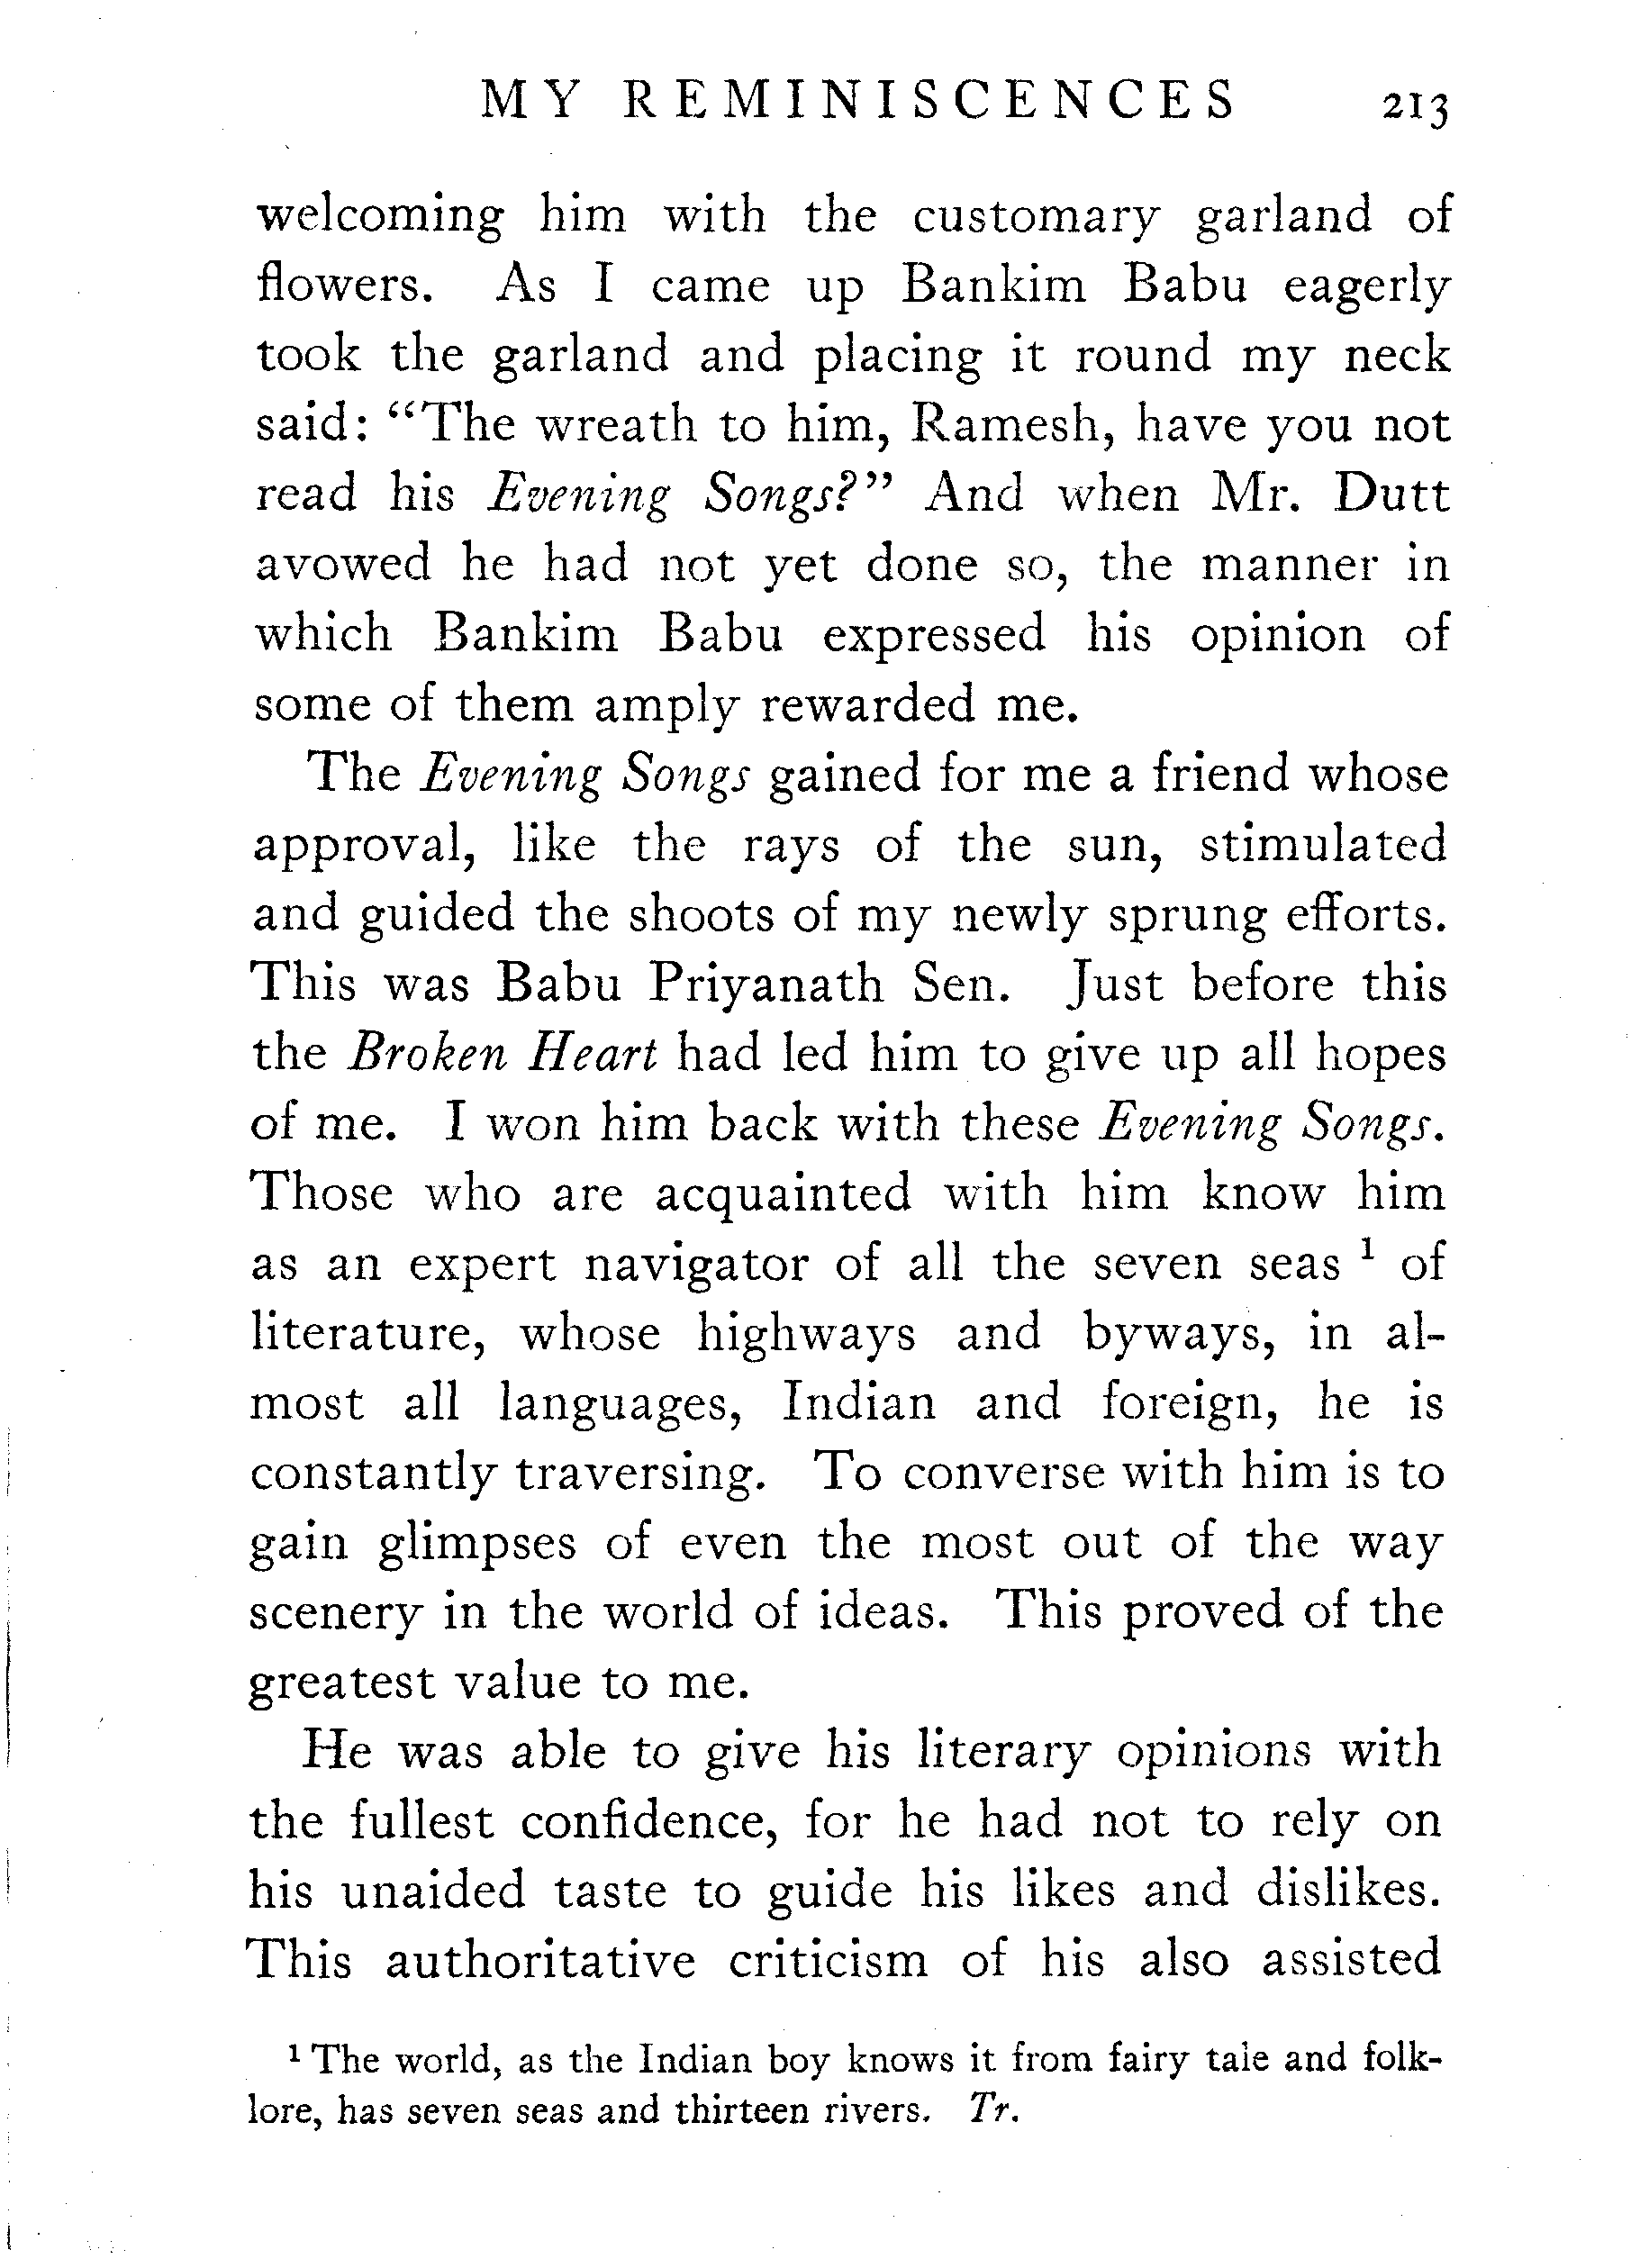 MY REMINISCENCES 213
welcoming him with the customary garland of
flowers. As I came up Bankim Babu eagerly
took the garland and placing it round my neck
said: “The wreath to him, Ramesh, have you not
read his Evening Songs?” And when Mr. Dutt
avowed he had not yet done so, the manner in
which Bankim Babu expressed his opinion of
some of them amply rewarded me.
The Evening Songs gained for me a friend whose
approval, like the rays of the sun, stimulated
and guided the shoots of my newly sprung efforts.
This was Babu Priyanath Sen. Just before this
the Broken Heart had led him to give up all hopes
of me. I won him back with these Evening Songs.
Those who are acquainted with him know him
as an expert navigator of all the seven seas ¹ of
literature, whose highways and byways, in al-
most all languages, Indian and foreign, he is
constantly traversing. To converse with him is to
gain glimpses of even the most out of the way
scenery in the world of ideas. This proved of the
greatest value to me.
He was able to give his literary opinions with
the fullest confidence, for he had not to rely on
his unaided taste to guide his likes and dislikes.
This authoritative criticism of his also assisted
¹ The world, as the Indian boy knows it from fairy tale and folk-
lore, has seven seas and thirteen rivers. Tr.